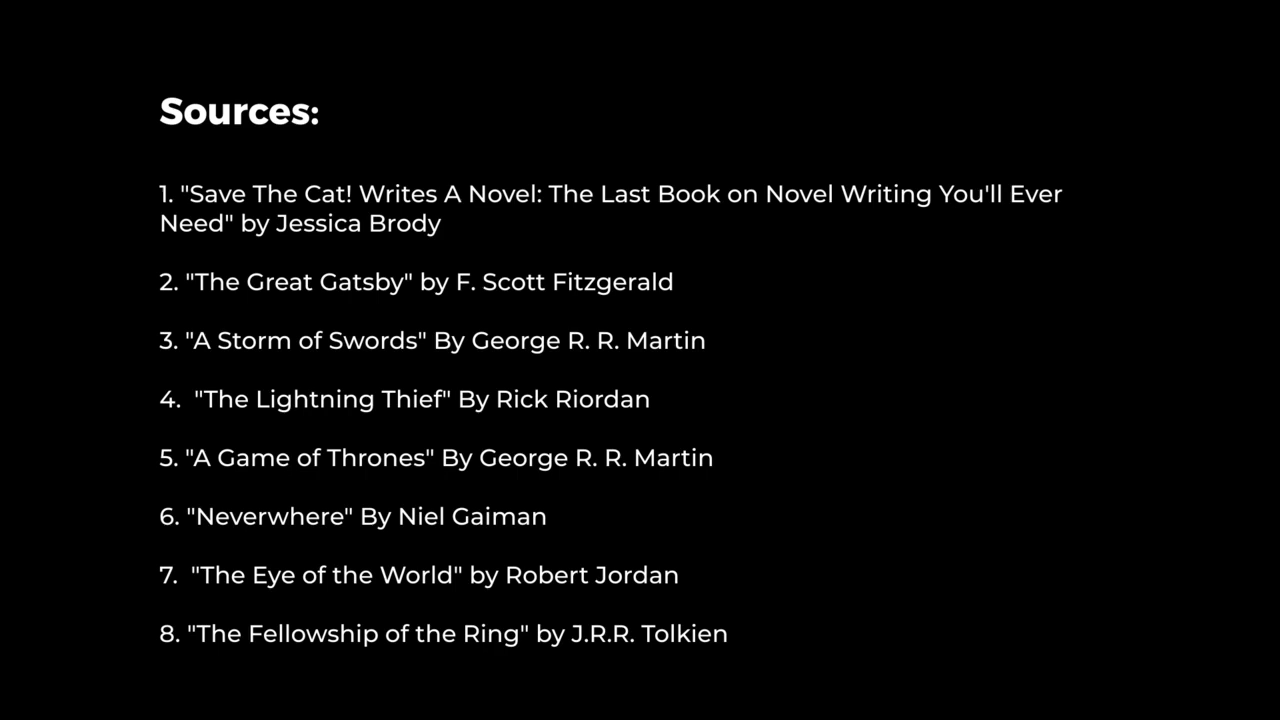 Sources:
1. "Save The Cat! Writes A Novel: The Last Book on Novel Writing You'll Ever
Need" by Jessica Brody
2. "The Great Gatsby" by F. Scott Fitzgerald
3. "A Storm of Swords" By George R. R. Martin
4.  "The Lightning Thief" By Rick Riordan
5. "A Game of Thrones" By George R. R. Martin
6. "Neverwhere" By Niel Gaiman
7.  "The Eye of the World" by Robert Jordan
8. "The Fellowship of the Ring" by J.R.R. Tolkien